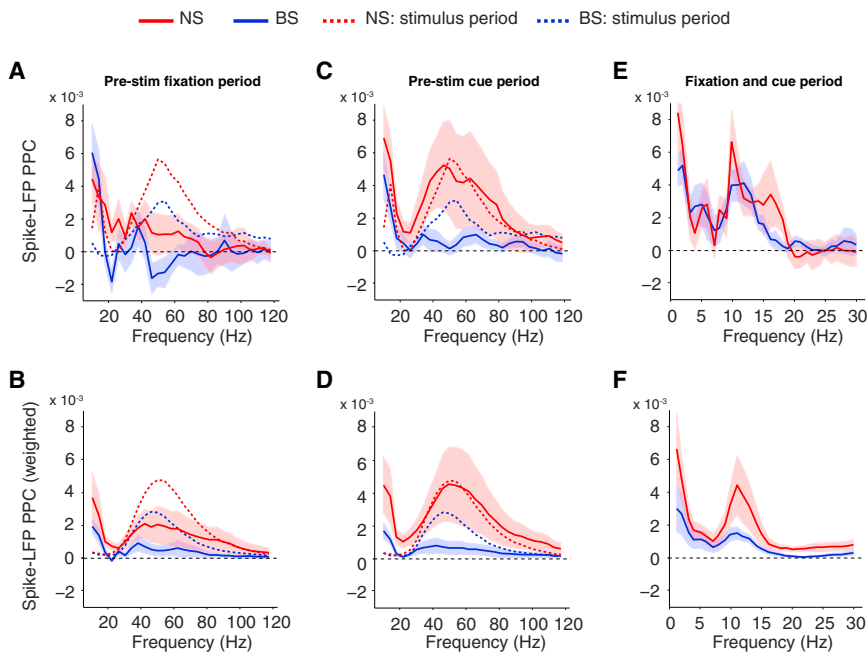 NS BS NS: stimulus period BS: stimulus period
A C E
Pre-stim fixation period Pre-stim cue period Fixation and cue period
x 10⁻³ x 10⁻³ x 10⁻³
Spike-LFP PPC
8 8 8
6 6 6
4 4 4
2 2 2
0 0 0
−2 −2 −2
20 40 60 80 100 120 20 40 60 80 100 120 0 5 10 15 20 25 30
Frequency (Hz) Frequency (Hz) Frequency (Hz)
B D F
x 10⁻³ x 10⁻³ x 10⁻³
Spike-LFP PPC (weighted)
8 8 8
6 6 6
4 4 4
2 2 2
0 0 0
−2 −2 −2
20 40 60 80 100 120 20 40 60 80 100 120 0 5 10 15 20 25 30
Frequency (Hz) Frequency (Hz) Frequency (Hz)